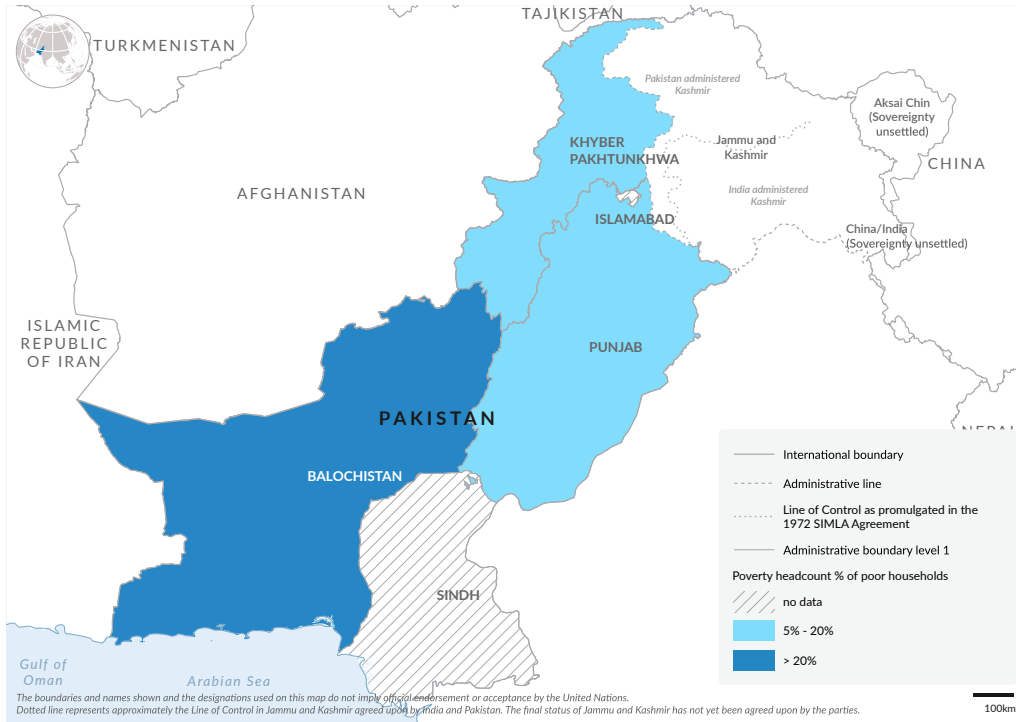 TAJIKISTAN
TURKMENISTAN
Pakistan administered
Kashmir
Aksai Chin
(Sovereignty
unsettled)
KHYBER
PAKHTUNKHWA
Jammu and
Kashmir
CHINA
AFGHANISTAN
India administered
Kashmir
ISLAMABAD
China/India
(Sovereignty unsettled)
ISLAMIC
REPUBLIC
OF IRAN
PUNJAB
PAKISTAN
BALOCHISTAN
SINDH
International boundary
Administrative line
Line of Control as promulgated in the
1972 SIMLA Agreement
Administrative boundary level 1
Poverty headcount % of poor households
no data
5% - 20%
> 20%
Gulf of
Oman
Arabian Sea
The boundaries and names shown and the designations used on this map do not imply official endorsement or acceptance by the United Nations.
Dotted line represents approximately the Line of Control in Jammu and Kashmir agreed upon by India and Pakistan. The final status of Jammu and Kashmir has not yet been agreed upon by the parties.
100km